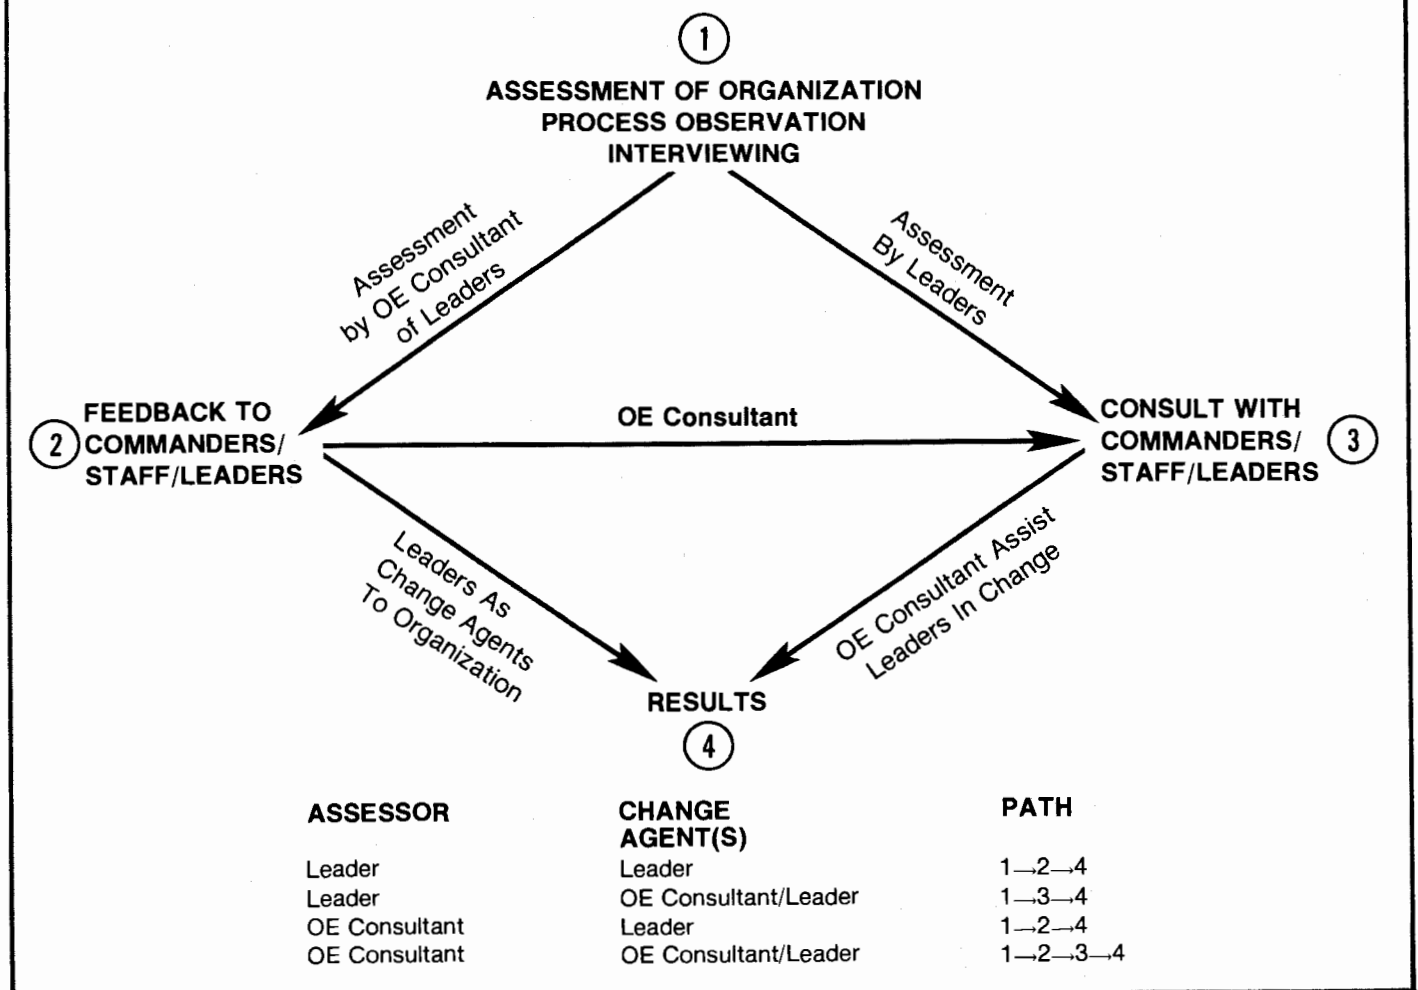 1
ASSESSMENT OF ORGANIZATION
PROCESS OBSERVATION
INTERVIEWING
Assessment
by OE Consultant
of Leaders
Assessment
By Leaders
2
FEEDBACK TO
COMMANDERS/
STAFF/LEADERS
OE Consultant
CONSULT WITH
COMMANDERS/
STAFF/LEADERS
3
Leaders As
Change Agents
To Organization
OE Consultant Assist
Leaders In Change
RESULTS
4
ASSESSOR CHANGE AGENT(S) PATH
Leader Leader 1→2→4
Leader OE Consultant/Leader 1→3→4
OE Consultant Leader 1→2→4
OE Consultant OE Consultant/Leader 1→2→3→4